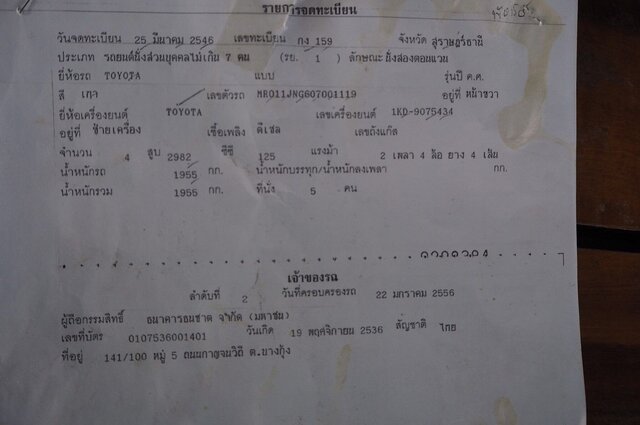 รายการจดทะเบียน
วันจดทะเบียน 25 มีนาคม 2546 เลขทะเบียน กง 159 จังหวัด สุราษฎร์ธานี
ประเภท รถยนต์นั่งส่วนบุคคลไม่เกิน 7 คน (รย. 1 ) ลักษณะ นั่งสองตอนแวน
ยี่ห้อรถ TOYOTA แบบ รุ่นปี ค.ศ.
สี เทา เลขตัวรถ MR011JNG607001119 อยู่ที่ หน้าขวา
ยี่ห้อเครื่องยนต์ TOYOTA เลขเครื่องยนต์ 1KD-9075434
อยู่ที่ ซ้ายเครื่อง เชื้อเพลิง ดีเซล เลขถังแก๊ส
จำนวน 4 สูบ 2982 ซีซี 125 แรงม้า 2 เพลา 4 ล้อ ยาง 4 เส้น
น้ำหนักรถ 1955 กก. น้ำหนักบรรทุก/น้ำหนักลงเพลา กก.
น้ำหนักรวม 1955 กก. ที่นั่ง 5 คน
เจ้าของรถ
ลำดับที่ 2 วันที่ครอบครองรถ 22 มกราคม 2556
ผู้ถือกรรมสิทธิ์ ธนาคารธนชาต จำกัด (มหาชน)
เลขที่บัตร 0107536001401 วันเกิด 19 พฤศจิกายน 2536 สัญชาติ ไทย
ที่อยู่ 141/100 หมู่ 5 ถนนกาญจนวิถี ต.บางกุ้ง